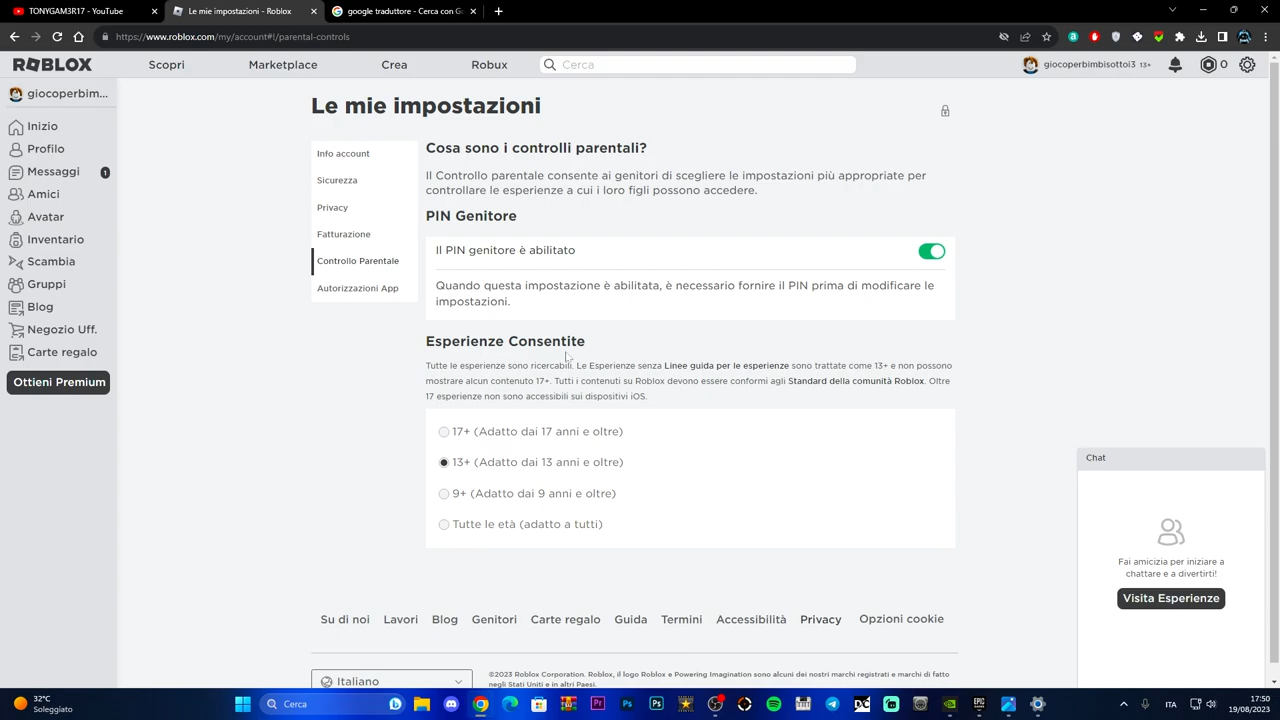 TONYGAM3R17 - YouTube
Le mie impostazioni - Roblox
google traduttore - Cerca con Go
https://www.roblox.com/my/account#!/parental-controls
ROBLOX
Scopri
Marketplace
Crea
Robux
Cerca
giocoperbimbisottoi3 13+
0
giocoperbim...
Inizio
Profilo
Messaggi
1
Amici
Avatar
Inventario
Scambia
Gruppi
Blog
Negozio Uff.
Carte regalo
Ottieni Premium
Le mie impostazioni
Info account
Sicurezza
Privacy
Fatturazione
Controllo Parentale
Autorizzazioni App
Cosa sono i controlli parentali?
Il Controllo parentale consente ai genitori di scegliere le impostazioni più appropriate per
controllare le esperienze a cui i loro figli possono accedere.
PIN Genitore
Il PIN genitore è abilitato
Quando questa impostazione è abilitata, è necessario fornire il PIN prima di modificare le
impostazioni.
Esperienze Consentite
Tutte le esperienze sono ricercabili. Le Esperienze senza Linee guida per le esperienze sono trattate come 13+ e non possono
mostrare alcun contenuto 17+. Tutti i contenuti su Roblox devono essere conformi agli Standard della comunità Roblox. Oltre
17 esperienze non sono accessibili sui dispositivi iOS.
17+ (Adatto dai 17 anni e oltre)
13+ (Adatto dai 13 anni e oltre)
9+ (Adatto dai 9 anni e oltre)
Tutte le età (adatto a tutti)
Chat
Fai amicizia per iniziare a
chattare e a divertirti!
Visita Esperienze
Su di noi
Lavori
Blog
Genitori
Carte regalo
Guida
Termini
Accessibilità
Privacy
Opzioni cookie
Italiano
©2023 Roblox Corporation. Roblox, il logo Roblox e Powering Imagination sono alcuni dei nostri marchi registrati e marchi di fatto
negli Stati Uniti e in altri Paesi.
32°C
Soleggiato
Cerca
ITA
17:50
19/08/2023